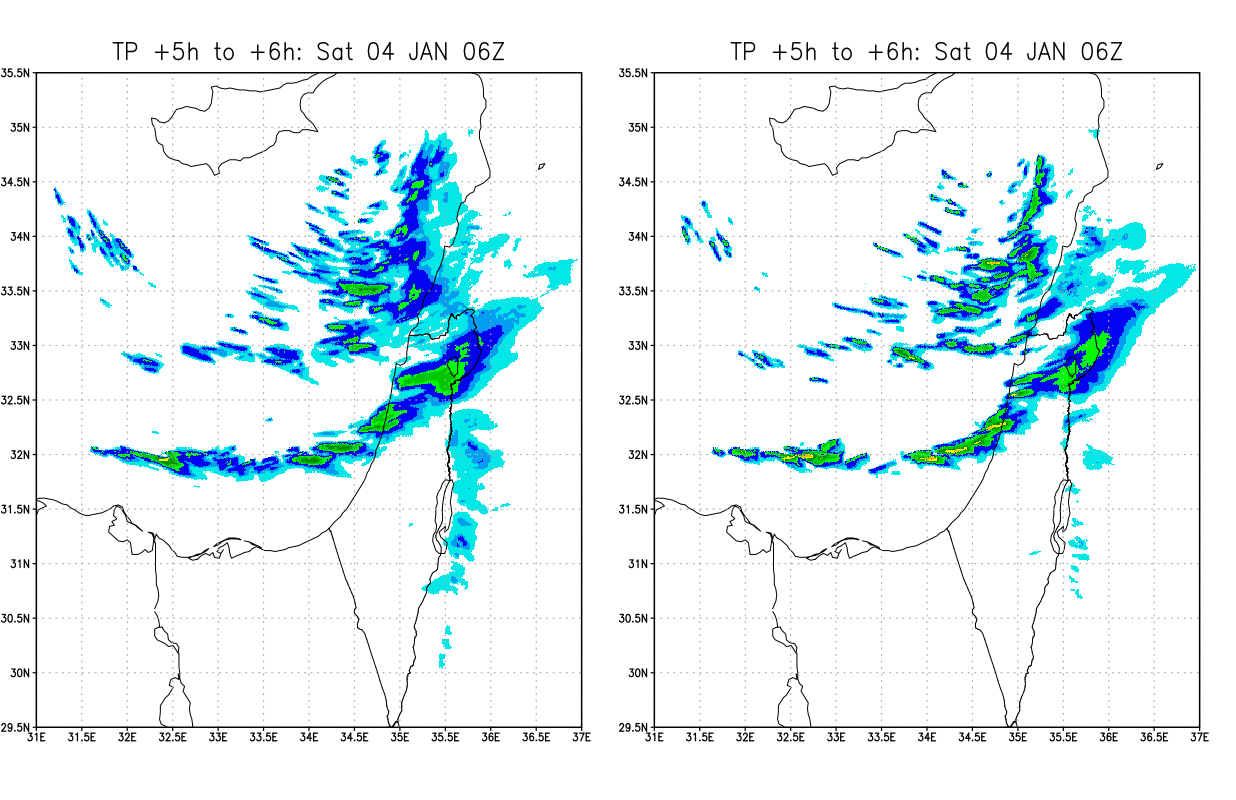 TP +5h to +6h: Sat 04 JAN 06Z
35.5N
35N
34.5N
34N
33.5N
33N
32.5N
32N
31.5N
31N
30.5N
30N
29.5N
31E 31.5E 32E 32.5E 33E 33.5E 34E 34.5E 35E 35.5E 36E 36.5E 37E
TP +5h to +6h: Sat 04 JAN 06Z
35.5N
35N
34.5N
34N
33.5N
33N
32.5N
32N
31.5N
31N
30.5N
30N
29.5N
31E 31.5E 32E 32.5E 33E 33.5E 34E 34.5E 35E 35.5E 36E 36.5E 37E